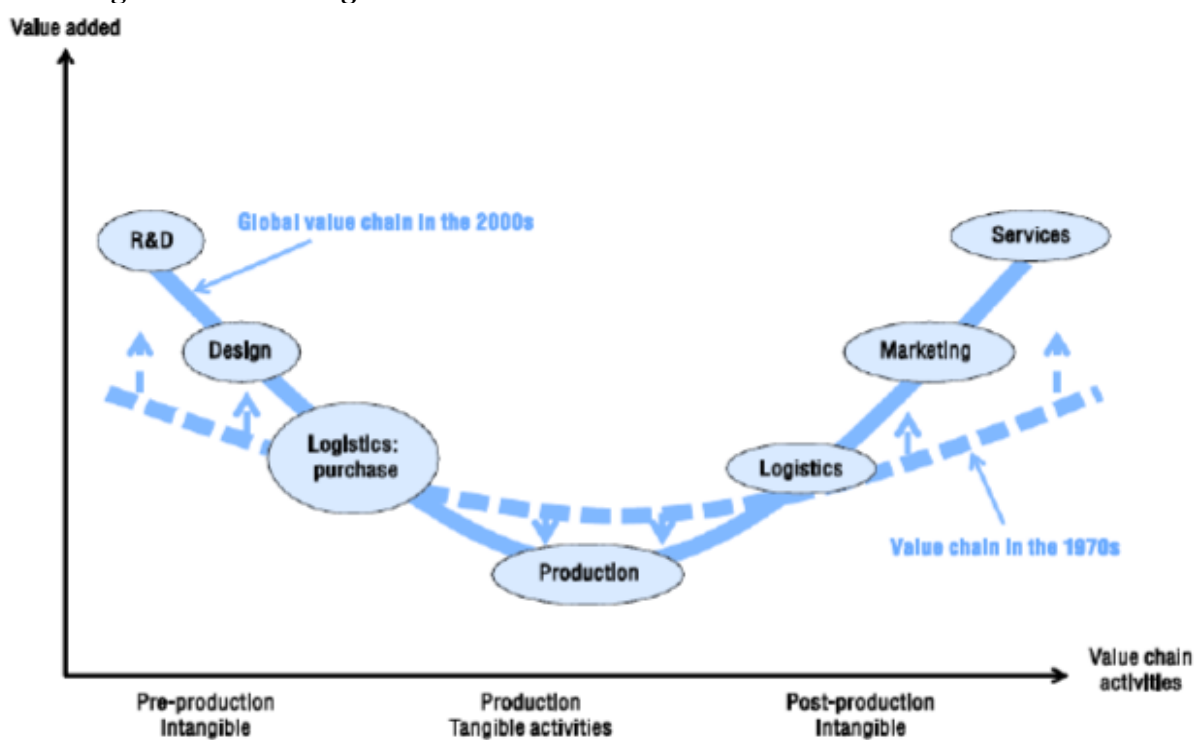 Value added
R&D
Global value chain in the 2000s
Services
Design
Marketing
Logistics:
purchase
Logistics
Value chain in the 1970s
Production
Value chain
activities
Pre-production
Intangible
Production
Tangible activities
Post-production
Intangible